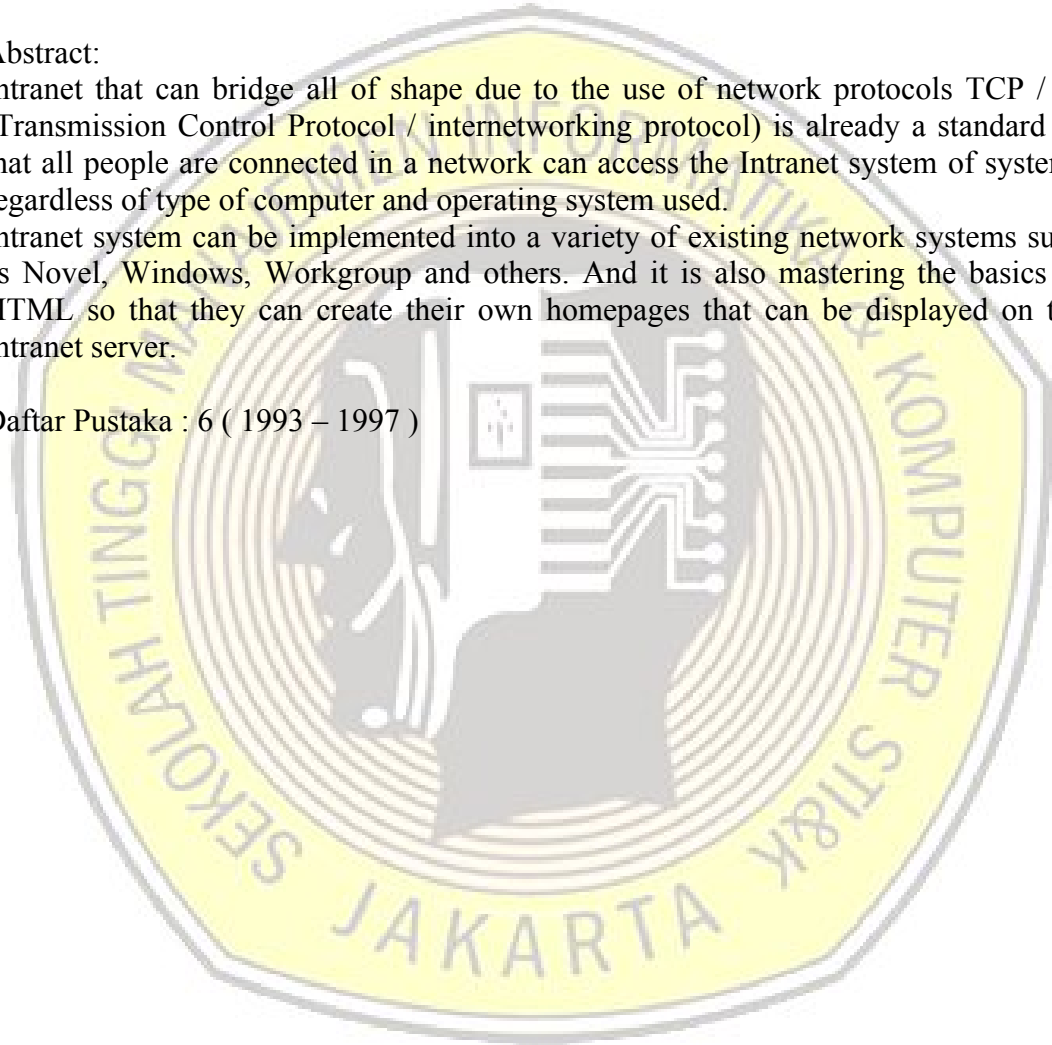 Abstract:
ntranet that can bridge all of shape due to the use of network protocols TCP /
Transmission Control Protocol / internetworking protocol) is already a standard
hat all people are connected in a network can access the Intranet system of system
egardless of type of computer and operating system used.
ntranet system can be implemented into a variety of existing network systems su
s Novel, Windows, Workgroup and others. And it is also mastering the basics
HTML so that they can create their own homepages that can be displayed on t
ntranet server.
Daftar Pustaka : 6 ( 1993 – 1997 )
SEKOLAH TINGGI MANAJEMEN INFORMATIKA & KOMPUTER STI&K
JAKARTA